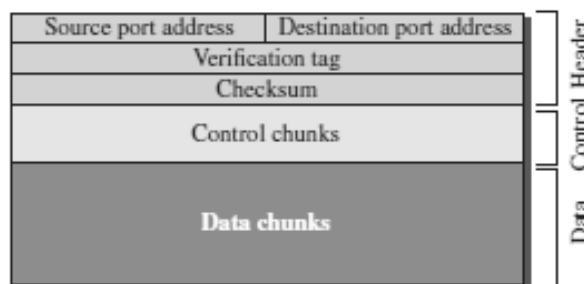 Source port address Destination port address
Verification tag
Checksum
Control chunks
Data chunks
Header
Control
Data